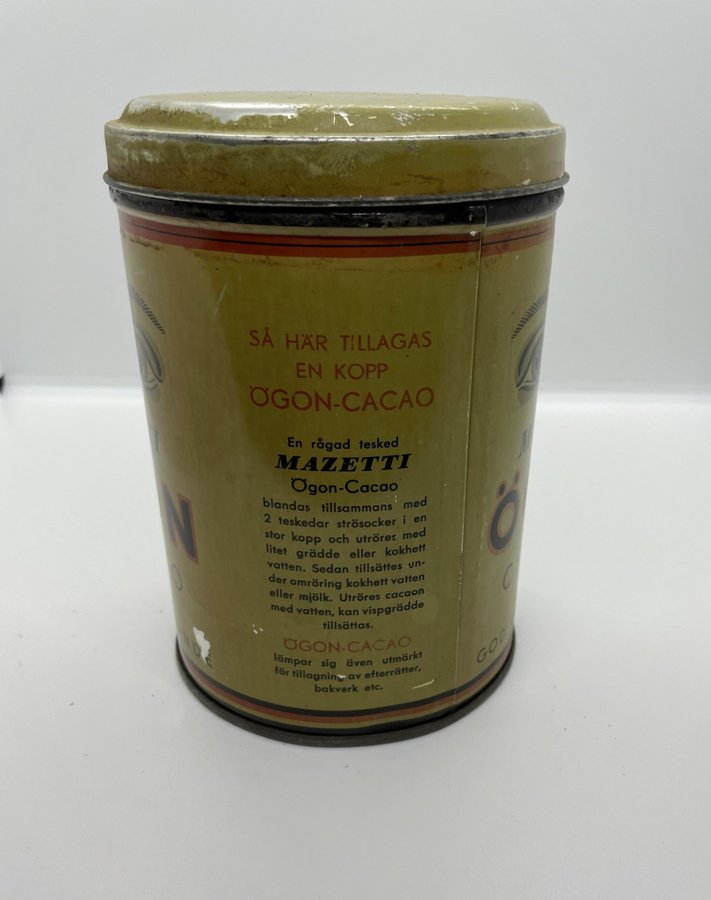 SÅ HÄR TILLAGAS
EN KOPP
ÖGON-CACAO
En rågad tesked
MAZETTI
Ögon-Cacao
blandas tillsammans med
2 teskedar strösocker i en
stor kopp och utröres med
litet grädde eller kokhett
vatten. Sedan tillsättes un-
der omröring kokhett vatten
eller mjölk. Utröres cacaon
med vatten, kan vispgrädde
tillsättas.
ÖGON-CACAO
lämpar sig även utmärkt
för tillagning av efterrätter,
bakverk etc.